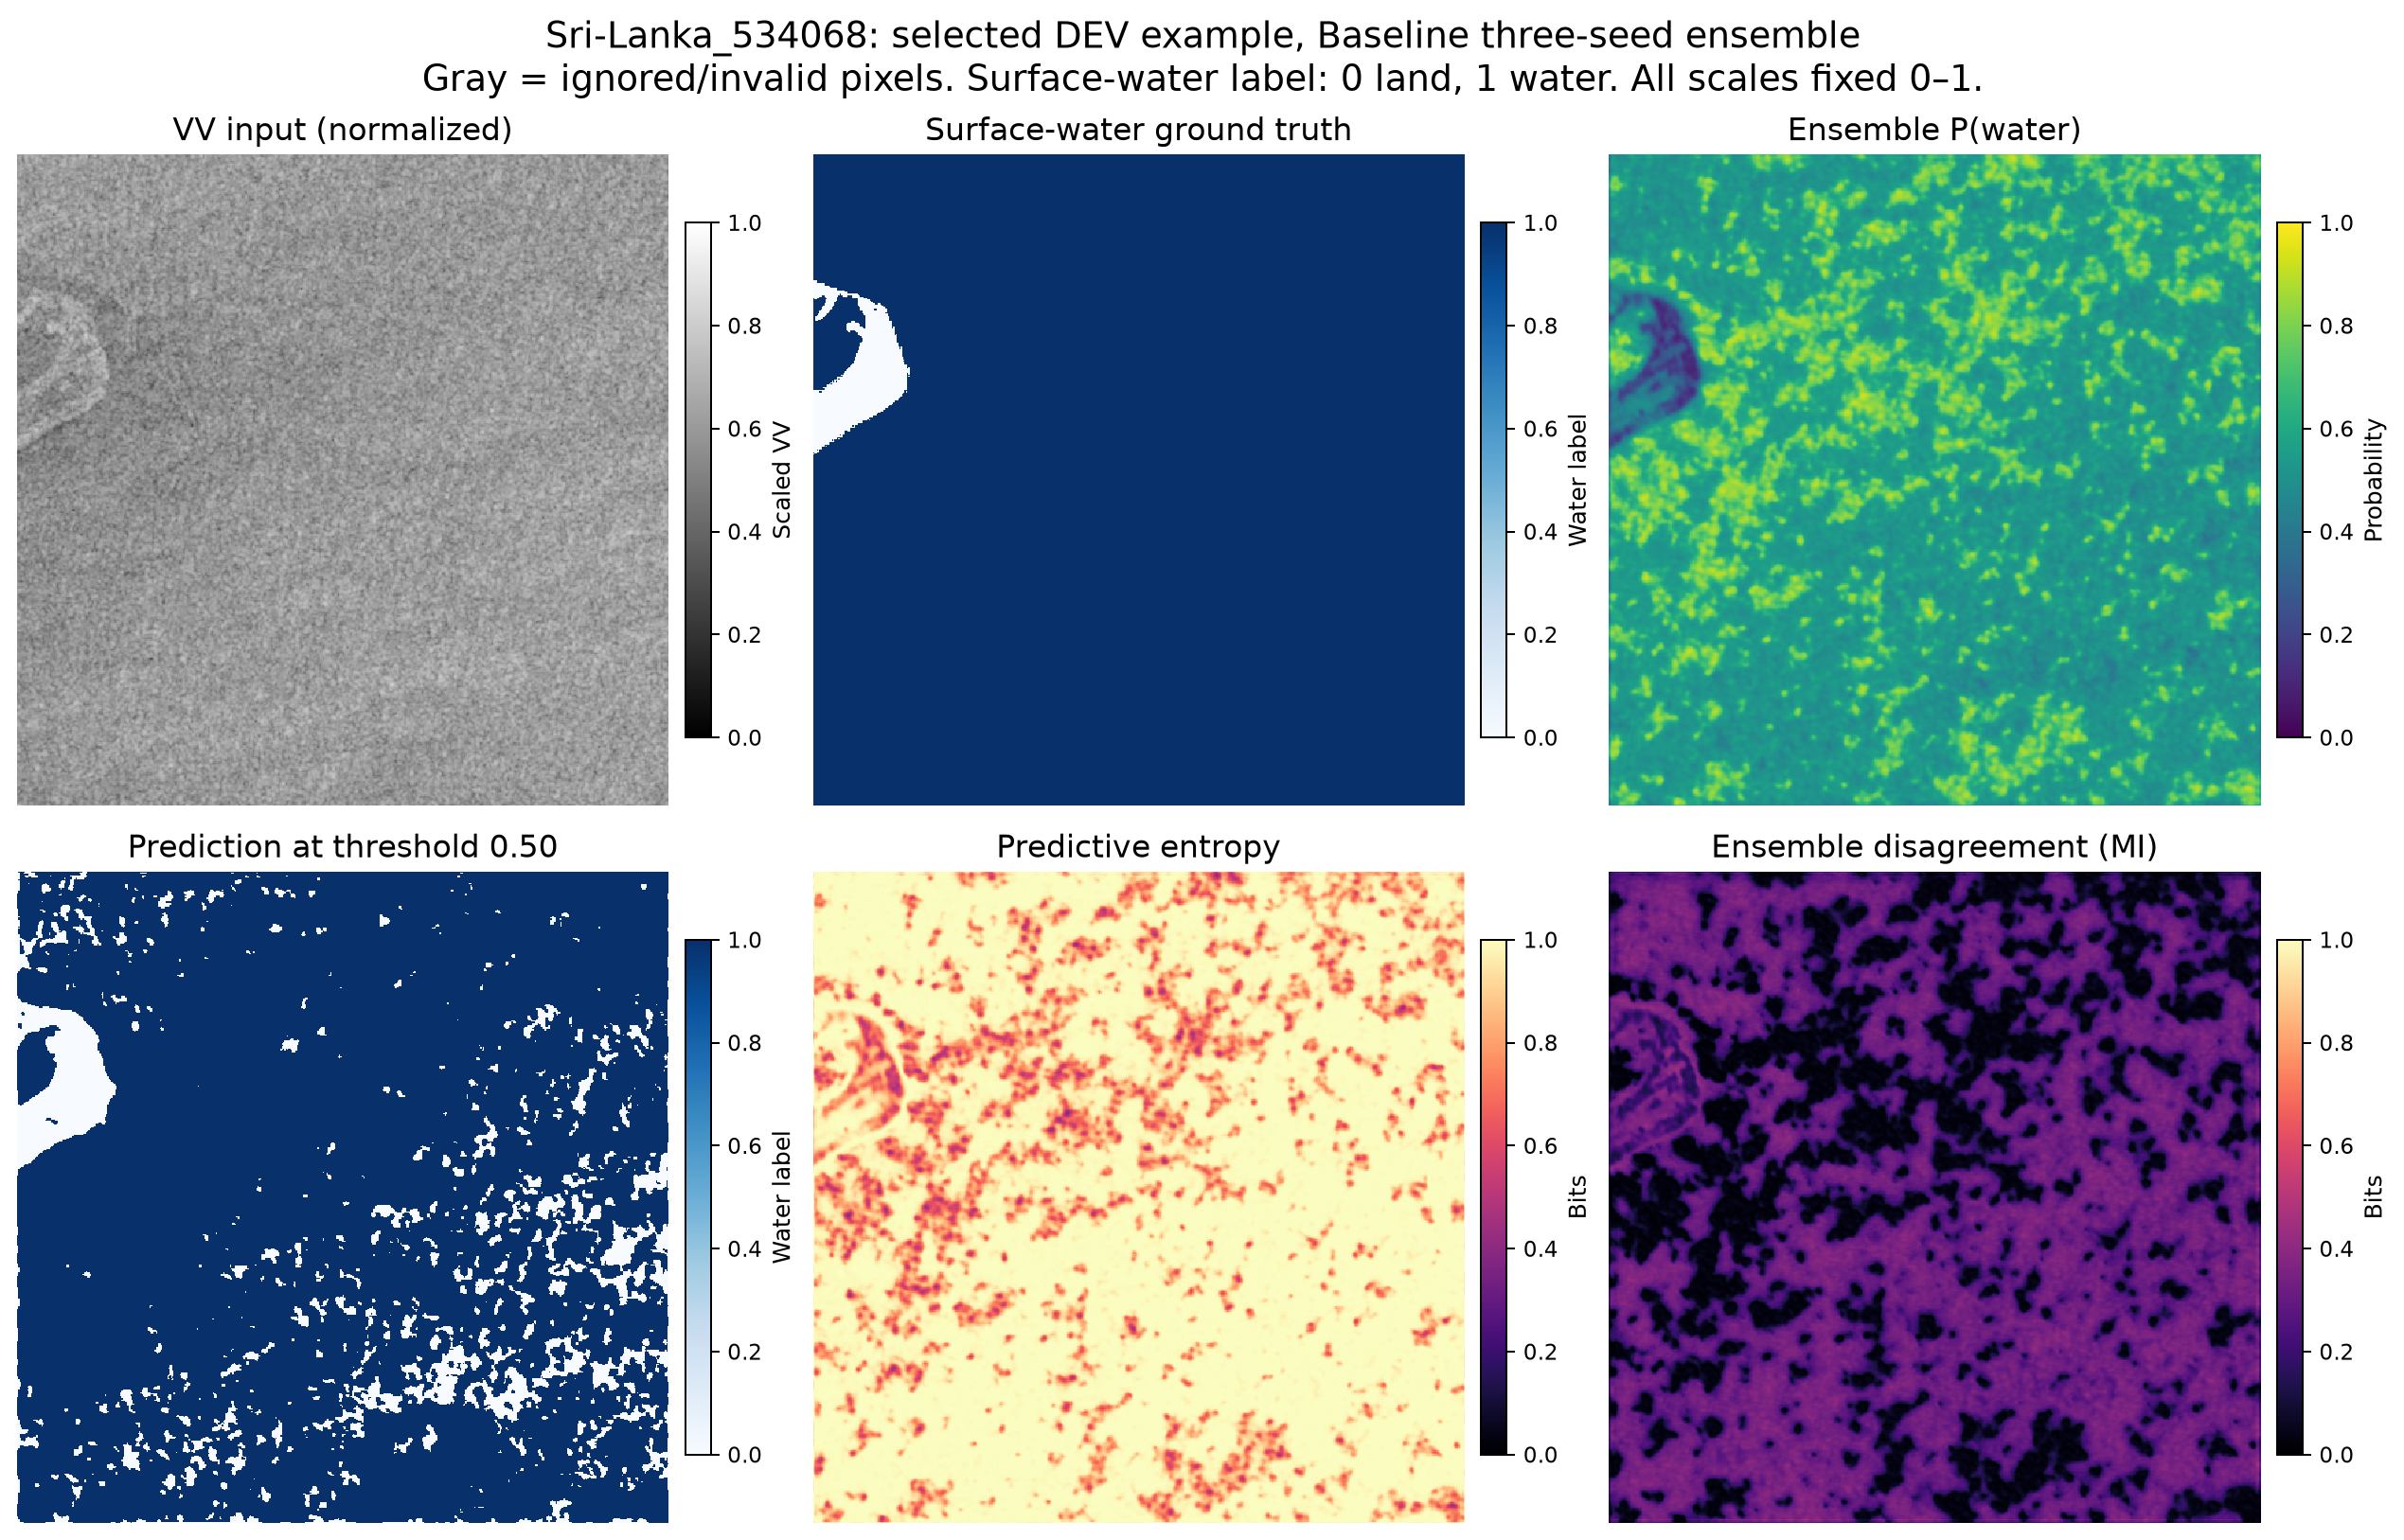 Sri-Lanka_534068: selected DEV example, Baseline three-seed ensemble
Gray = ignored/invalid pixels. Surface-water label: 0 land, 1 water. All scales fixed 0–1.
VV input (normalized)
1.0
0.8
0.6
0.4
0.2
0.0
Scaled VV
Surface-water ground truth
1.0
0.8
0.6
0.4
0.2
0.0
Water label
Ensemble P(water)
1.0
0.8
0.6
0.4
0.2
0.0
Probability
Prediction at threshold 0.50
1.0
0.8
0.6
0.4
0.2
0.0
Water label
Predictive entropy
1.0
0.8
0.6
0.4
0.2
0.0
Bits
Ensemble disagreement (MI)
1.0
0.8
0.6
0.4
0.2
0.0
Bits